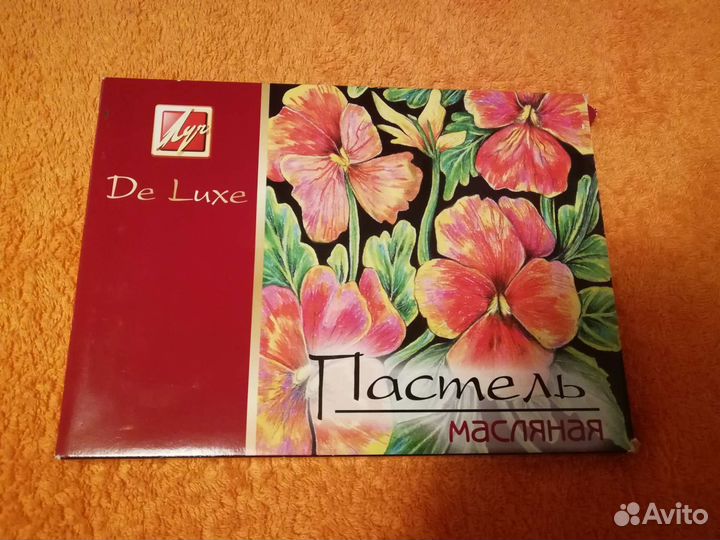 Луч
De Luxe
Пастель
масляная
Avito